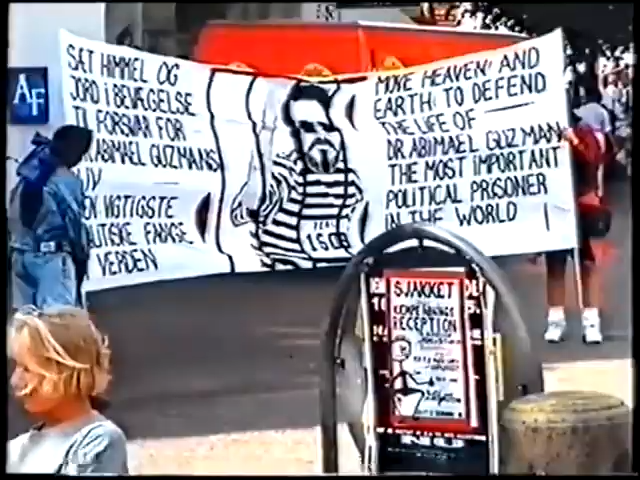 SÆT HIMMEL OG
JORD I BEVÆGELSE
TIL FORSVAR FOR
DR. ABIMAEL GUZMANS
LIV
DEN VIGTIGSTE
POLITISKE FANGE
I VERDEN
MOVE HEAVEN AND
EARTH TO DEFEND
THE LIFE OF
DR ABIMAEL GUZMAN
THE MOST IMPORTANT
POLITICAL PRISONER
IN THE WORLD
1509
AF
SJAKKET
RECEPTION